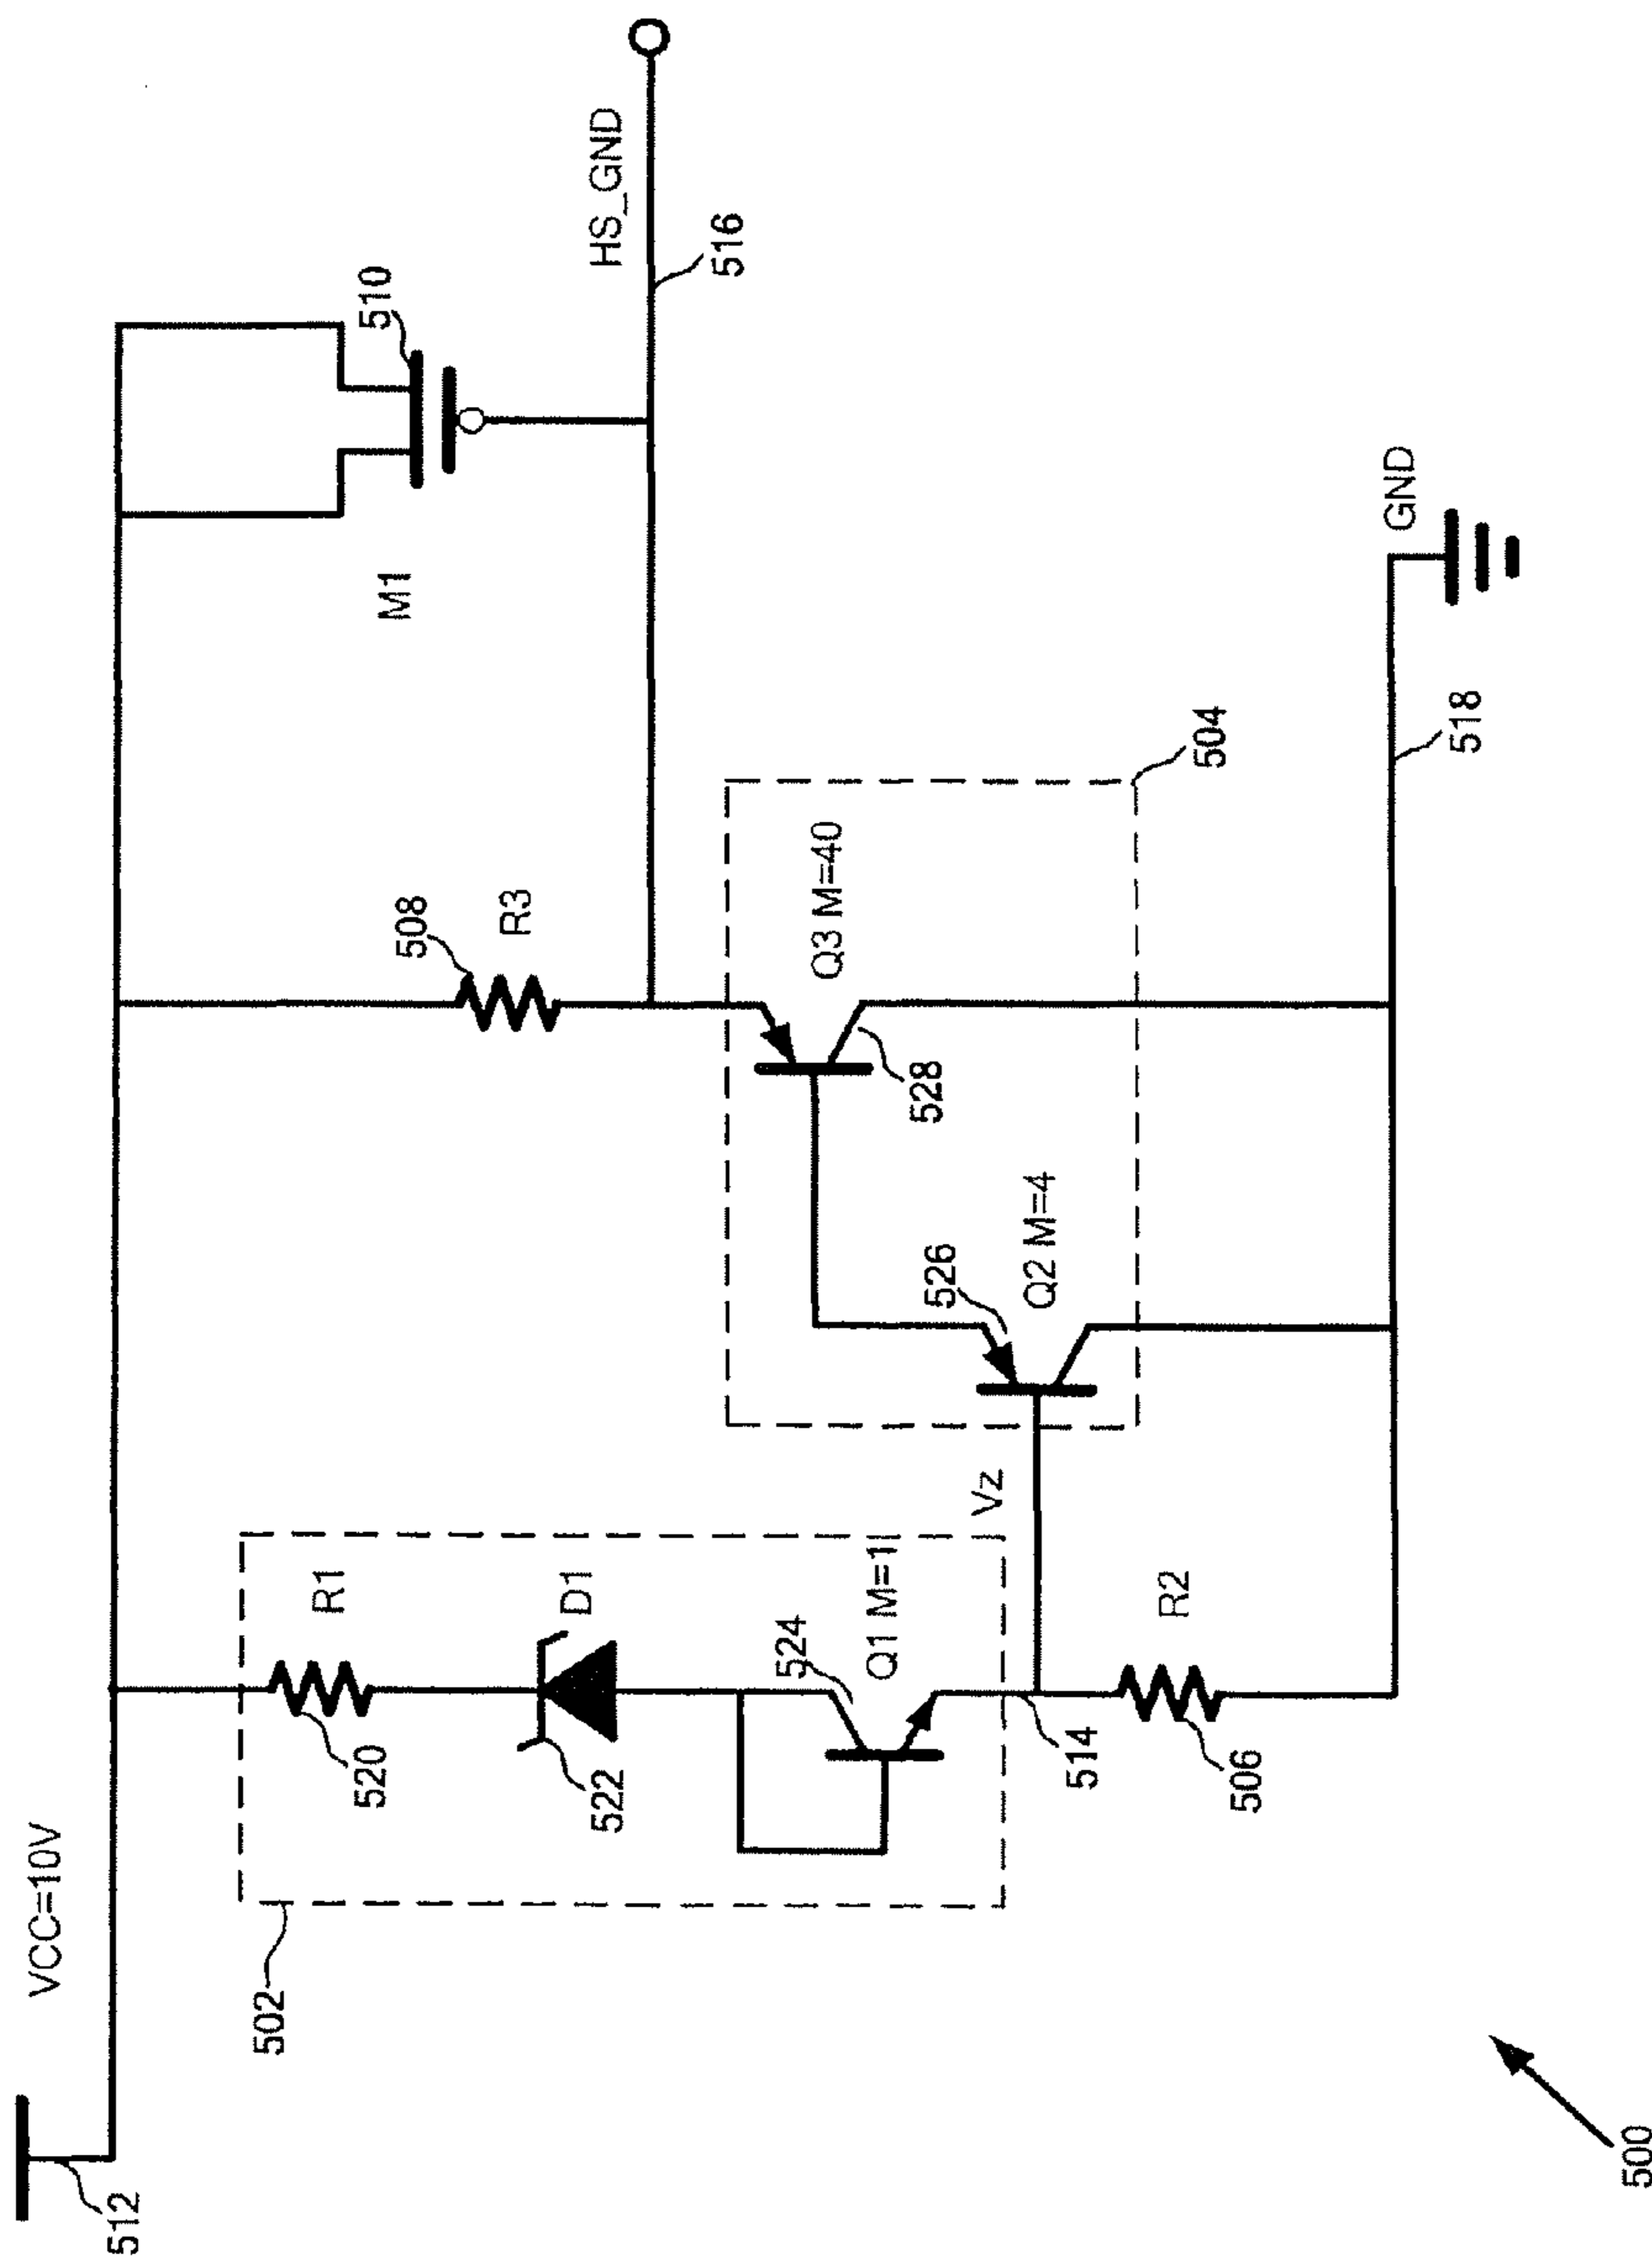 512
VCC=10V
502
R1
520
D1
522
524
Q1 M=1
Vz
514
R2
506
508
R3
Q3 M=40
528
526
Q2 M=4
504
M1
510
HS_GND
516
518
GND
500